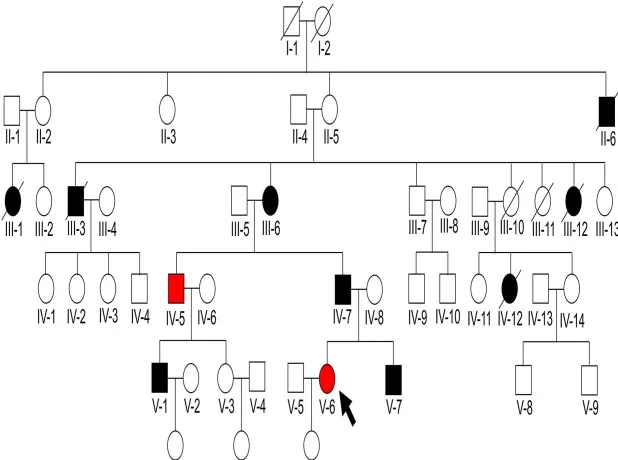 I-1 I-2
II-1 II-2 II-3 II-4 II-5 II-6
III-1 III-2 III-3 III-4 III-5 III-6 III-7 III-8 III-9 III-10 III-11 III-12 III-13
IV-1 IV-2 IV-3 IV-4 IV-5 IV-6 IV-7 IV-8 IV-9 IV-10 IV-11 IV-12 IV-13 IV-14
V-1 V-2 V-3 V-4 V-5 V-6 V-7 V-8 V-9